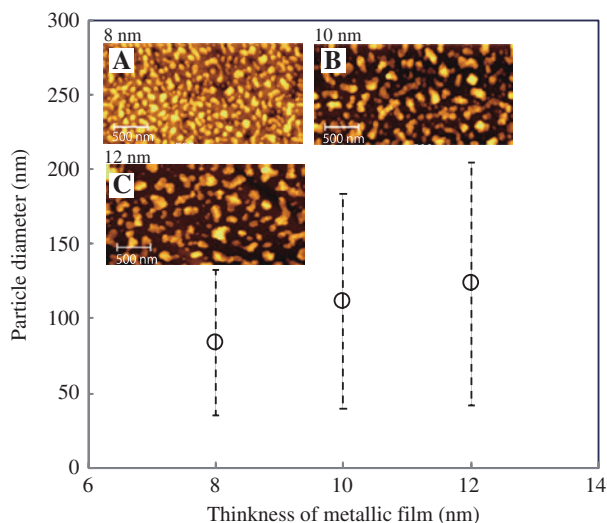 300
250
200
150
100
50
0
Particle diameter (nm)
8 nm
A
500 nm
10 nm
B
500 nm
12 nm
C
500 nm
6
8
10
12
14
Thinkness of metallic film (nm)